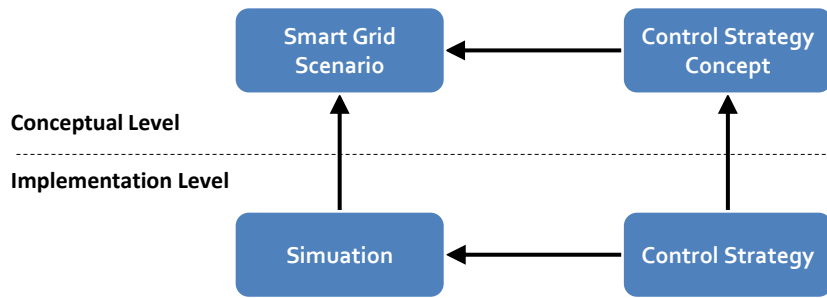 Smart Grid
Scenario
Control Strategy
Concept
Conceptual Level
Implementation Level
Simuation
Control Strategy